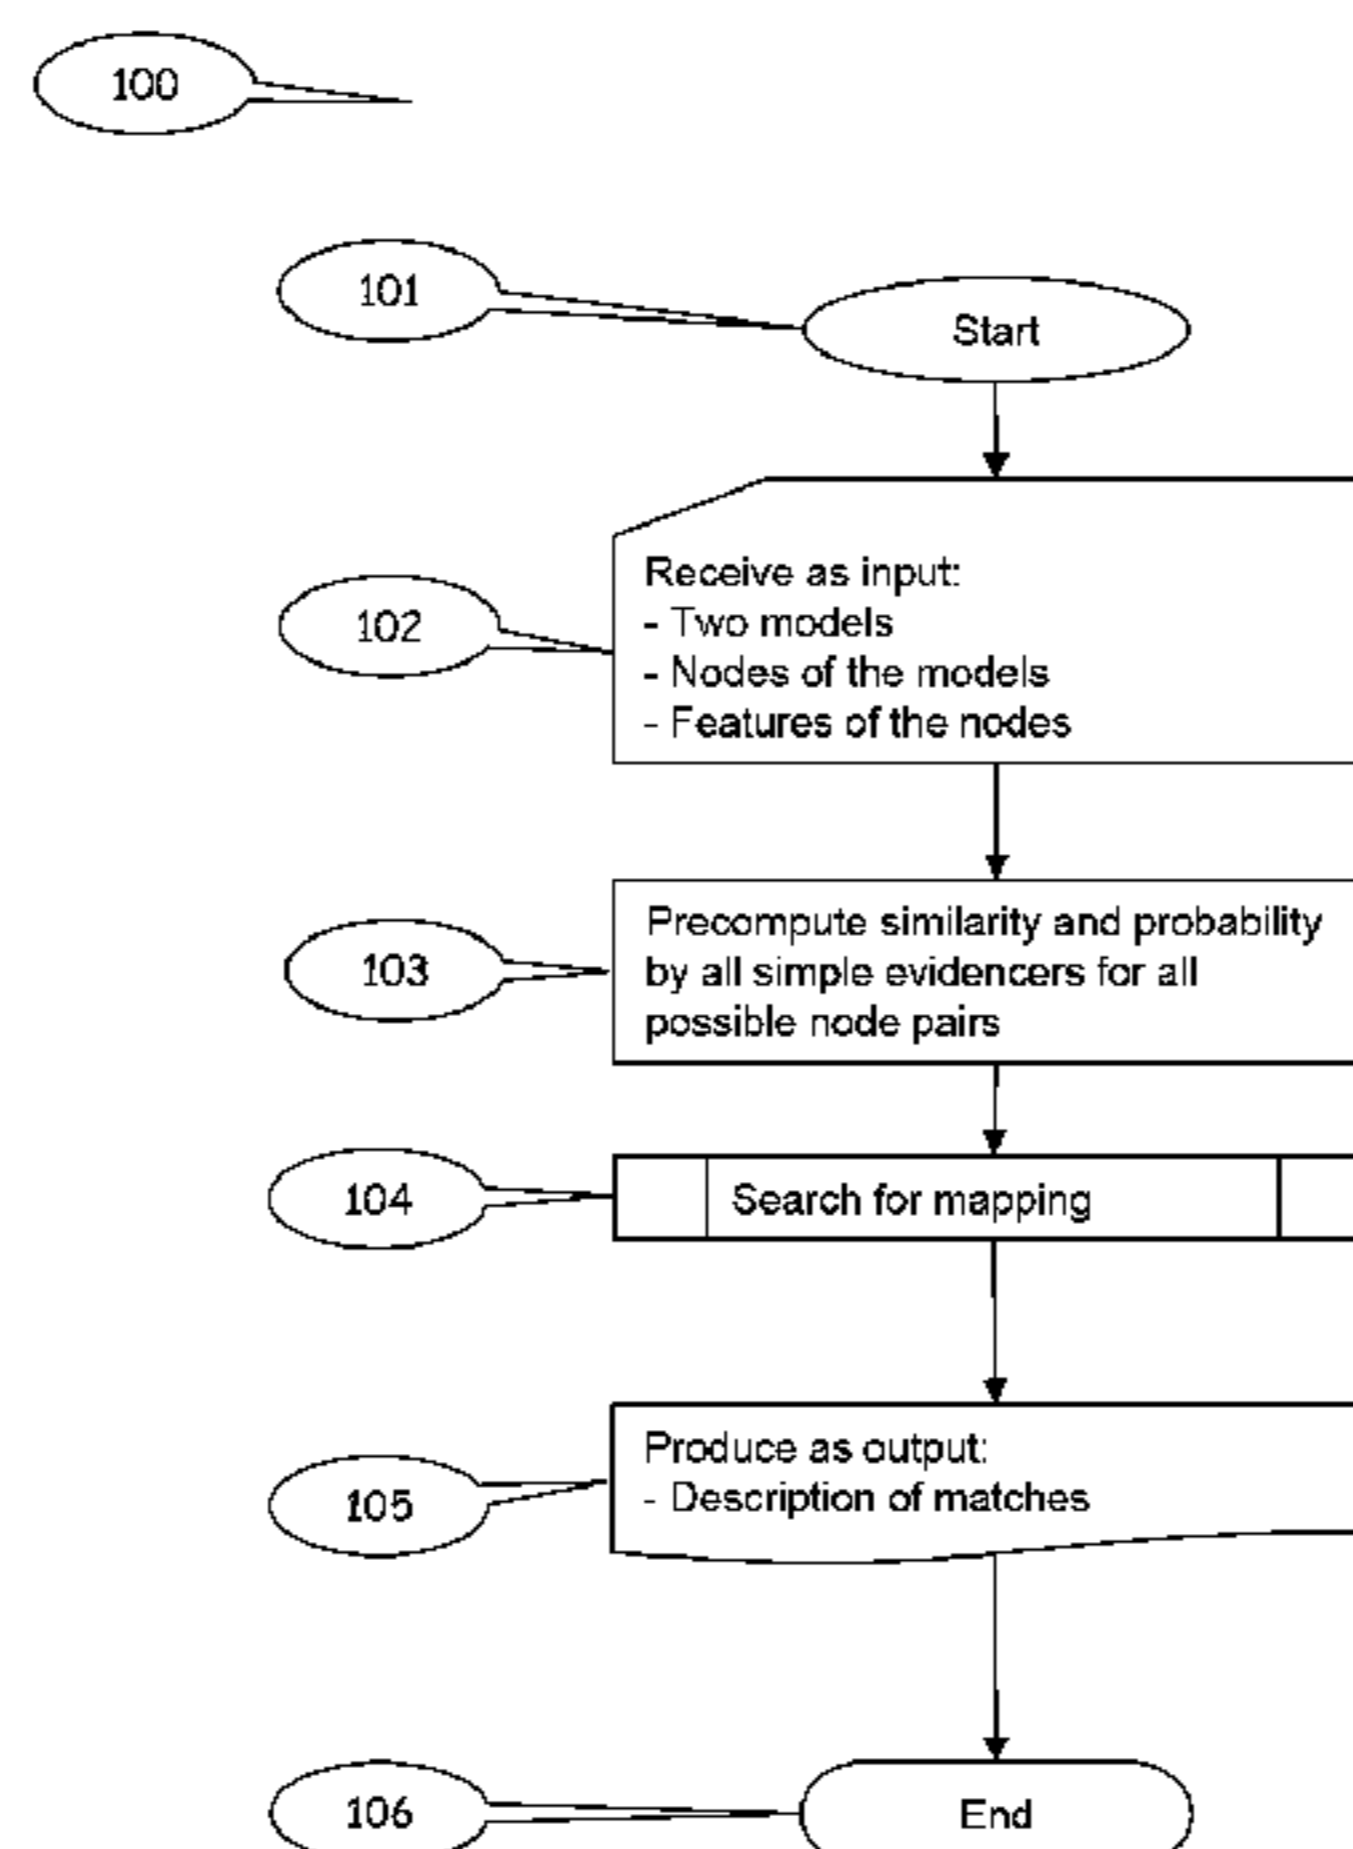 100
101
Start
102
Receive as input:
- Two models
- Nodes of the models
- Features of the nodes
103
Precompute similarity and probability
by all simple evidencers for all
possible node pairs
104
Search for mapping
105
Produce as output:
- Description of matches
106
End